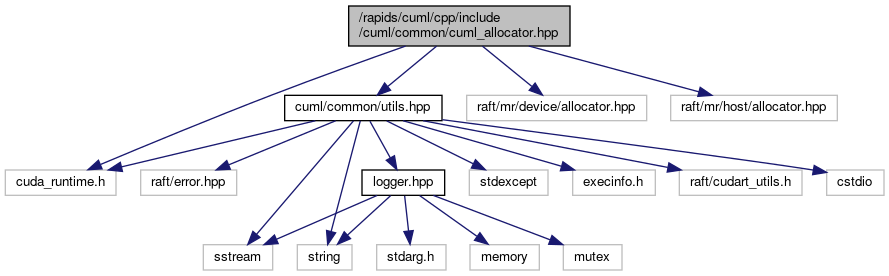 /rapids/cuml/cpp/include
/cuml/common/cuml_allocator.hpp
cuml/common/utils.hpp
raft/mr/device/allocator.hpp
raft/mr/host/allocator.hpp
cuda_runtime.h
raft/error.hpp
logger.hpp
stdexcept
execinfo.h
raft/cudart_utils.h
cstdio
sstream
string
stdarg.h
memory
mutex